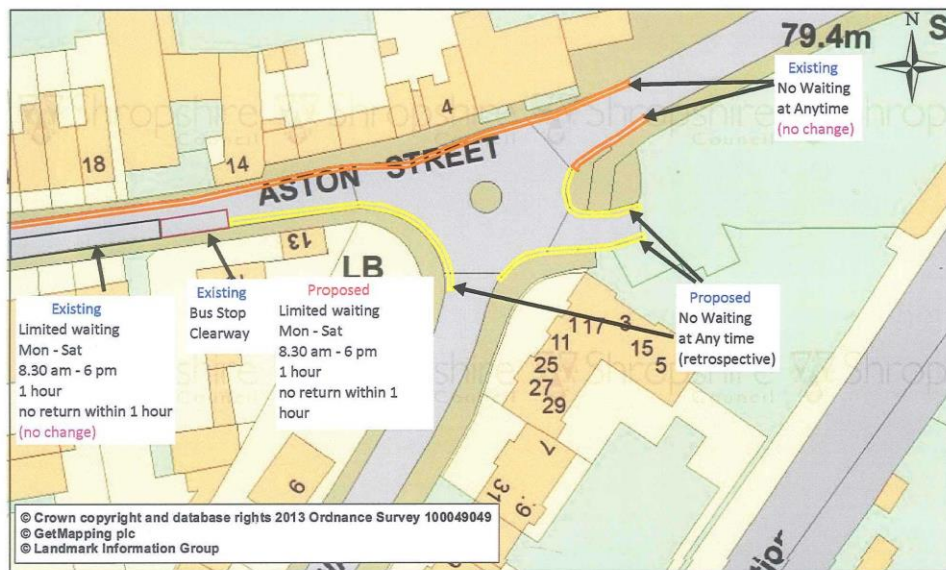 79.4m
N
S
Existing
No Waiting
at Anytime
(no change)
Shropshire
Council
4
18
14
ASTON STREET
13
LB
Existing
Limited waiting
Mon - Sat
8.30 am - 6 pm
1 hour
no return within 1 hour
(no change)
Existing
Bus Stop
Clearway
Proposed
Limited waiting
Mon - Sat
8.30 am - 6 pm
1 hour
no return within 1
hour
Proposed
No Waiting
at Any time
(retrospective)
1
17
3
11
15
25
5
27
29
7
9
31
© Crown copyright and database rights 2013 Ordnance Survey 100049049
© GetMapping plc
© Landmark Information Group